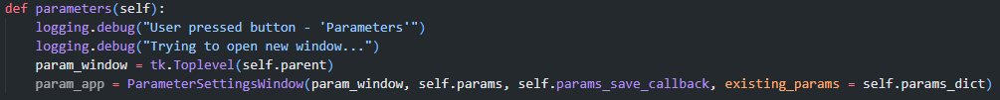 def parameters(self):
    logging.debug("User pressed button - 'Parameters'")
    logging.debug("Trying to open new window...")
    param_window = tk.Toplevel(self.parent)
    param_app = ParameterSettingsWindow(param_window, self.params, self.params_save_callback, existing_params = self.params_dict)